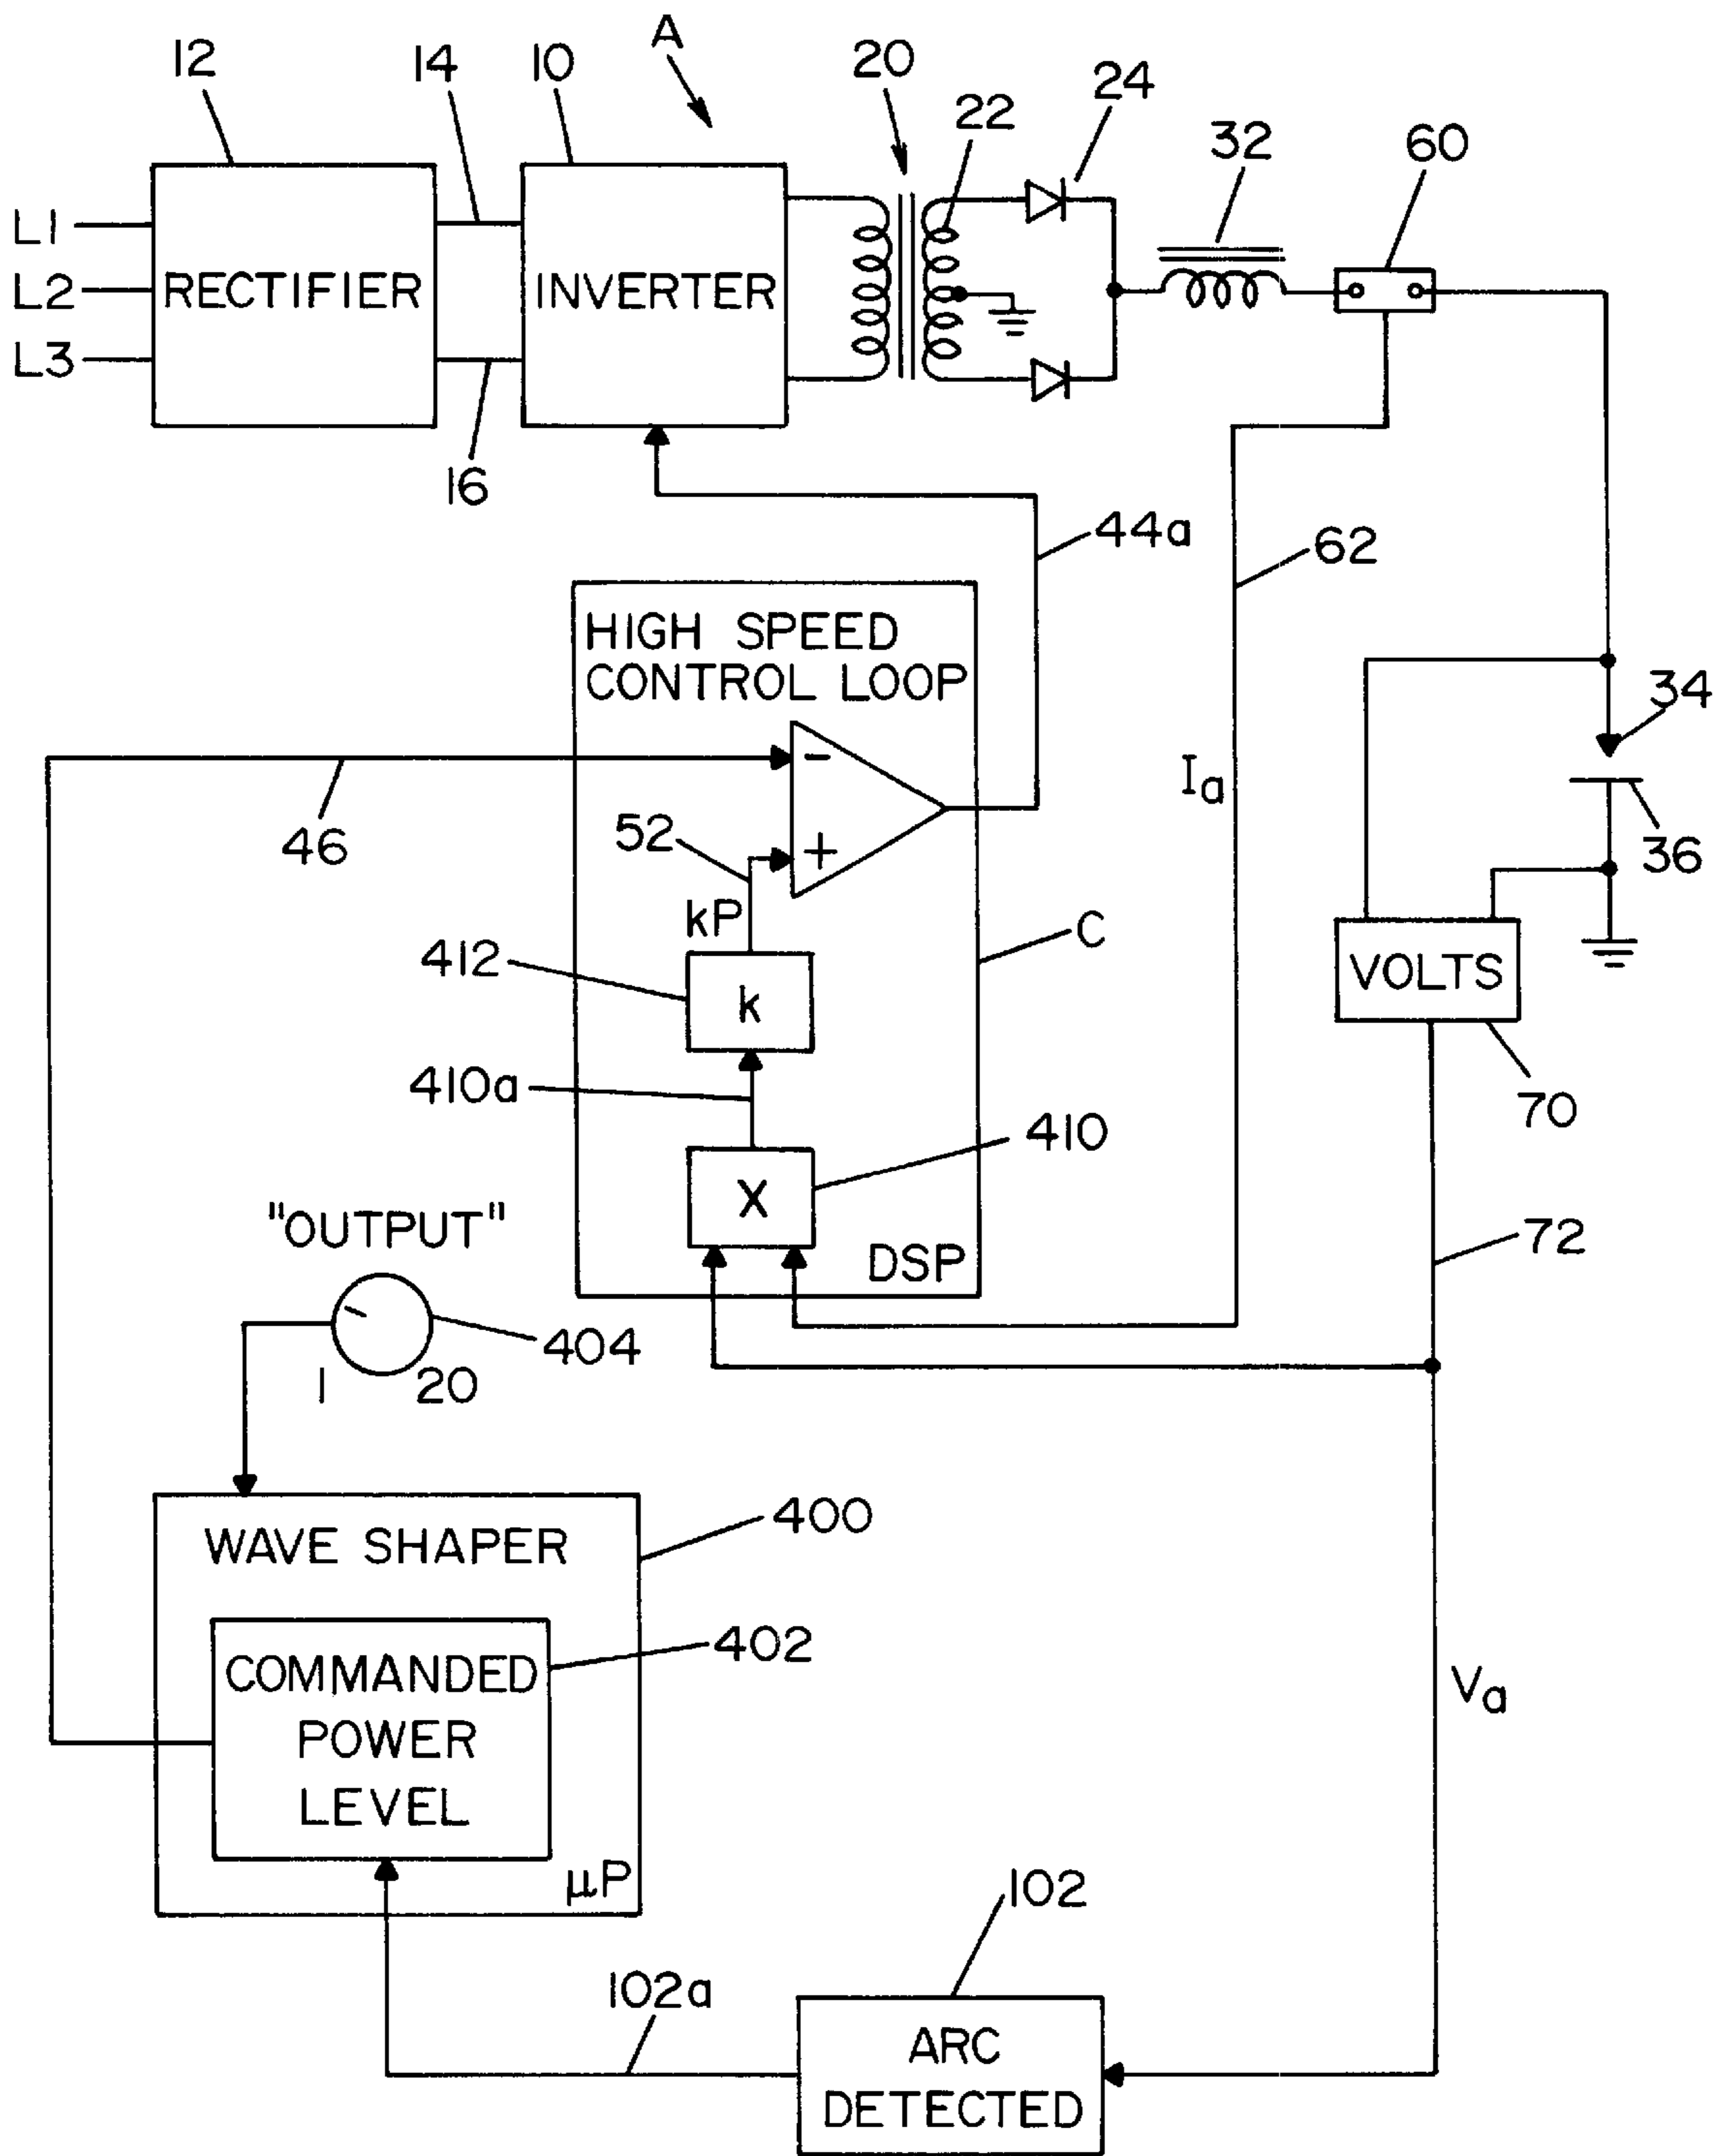 A
12
14
10
20
22
24
32
60
L1
L2
L3
RECTIFIER
INVERTER
16
44a
62
HIGH SPEED
CONTROL LOOP
34
-
46
Ia
52
+
36
kP
C
412
k
VOLTS
410a
70
410
X
"OUTPUT"
DSP
72
404
1
20
400
WAVE SHAPER
402
COMMANDED
POWER
LEVEL
Va
μP
102
102a
ARC
DETECTED